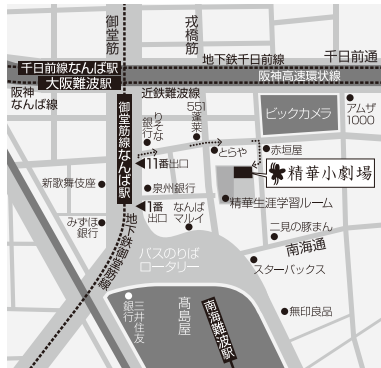 御堂筋
戎橋筋
地下鉄千日前線
千日前通
千日前線なんば駅
大阪難波駅
阪神高速環状線
阪神
なんば線
近鉄難波線
551
蓬莱
りそな
銀行
ビックカメラ
アムザ
1000
御堂筋線なんば駅
とらや
赤垣屋
11番出口
精華小劇場
新歌舞伎座
泉州銀行
精華生涯学習ルーム
1番
出口
なんば
マルイ
みずほ
銀行
地下鉄御堂筋線
二見の豚まん
南海通
バスのりば
ロータリー
スターバックス
三井住友
銀行
髙島屋
南海難波駅
無印良品